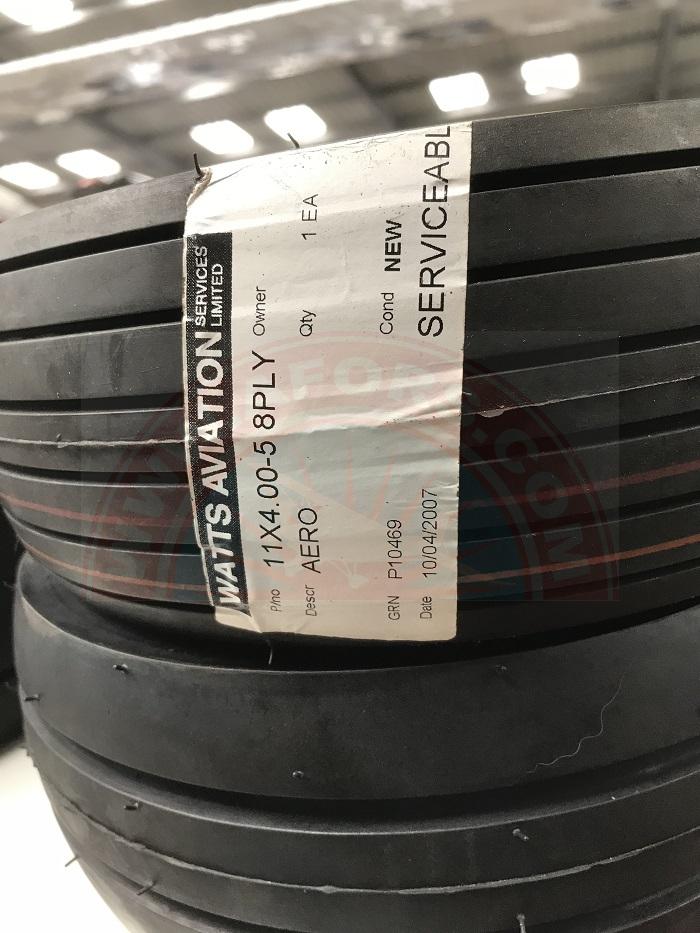 WATTS AVIATION SERVICES LIMITED
P/no 11X4.00-5 8PLY Owner
Descr AERO Qty 1 EA
GRN P10469 Cond NEW
Date 10/04/2007 SERVICEABL